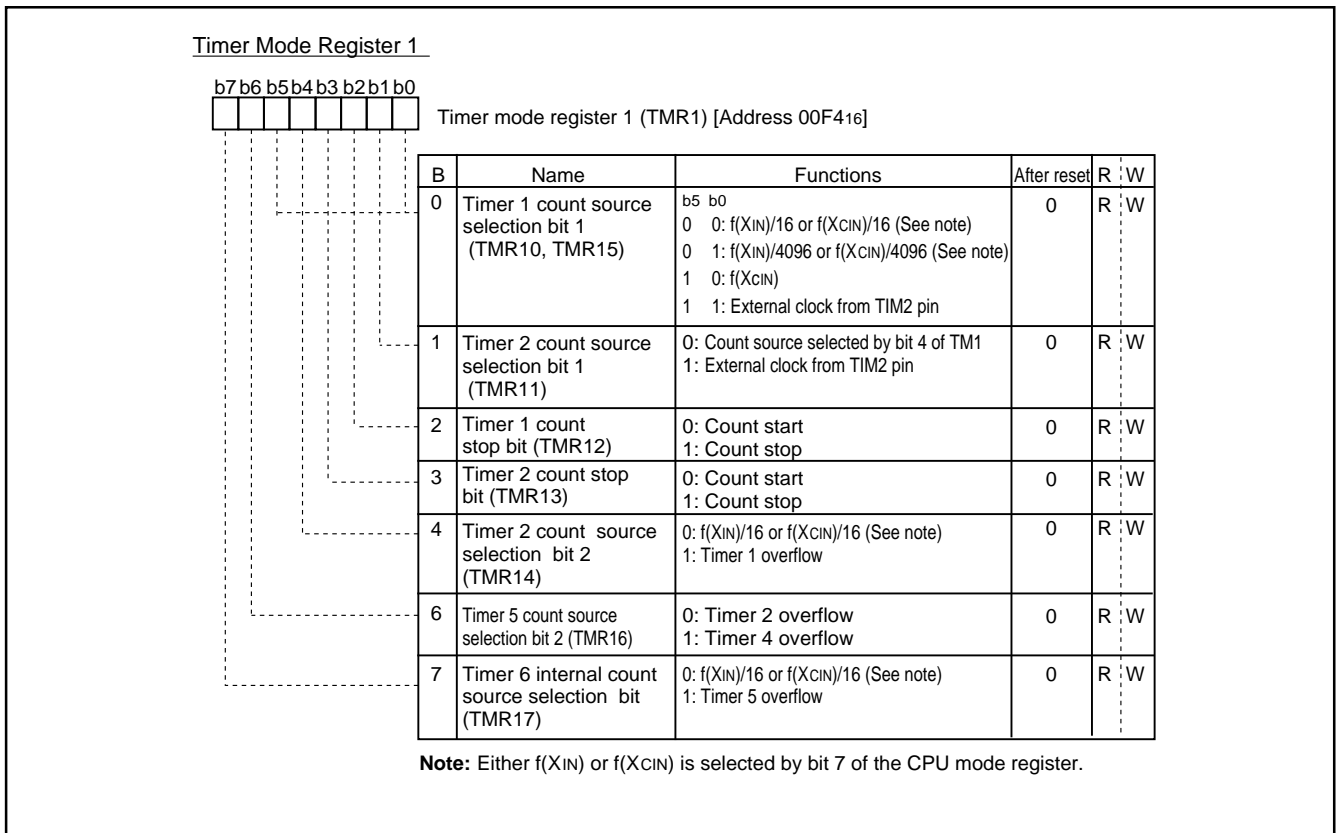 Timer Mode Register 1
b7 b6 b5 b4 b3 b2 b1 b0
Timer mode register 1 (TMR1) [Address 00F416]
B Name Functions After reset R W
0 Timer 1 count source selection bit 1 (TMR10, TMR15)
b5 b0
0 0: f(XIN)/16 or f(XCIN)/16 (See note)
0 1: f(XIN)/4096 or f(XCIN)/4096 (See note)
1 0: f(XCIN)
1 1: External clock from TIM2 pin
0 R W
1 Timer 2 count source selection bit 1 (TMR11)
0: Count source selected by bit 4 of TM1
1: External clock from TIM2 pin
0 R W
2 Timer 1 count stop bit (TMR12)
0: Count start
1: Count stop
0 R W
3 Timer 2 count stop bit (TMR13)
0: Count start
1: Count stop
0 R W
4 Timer 2 count source selection bit 2 (TMR14)
0: f(XIN)/16 or f(XCIN)/16 (See note)
1: Timer 1 overflow
0 R W
6 Timer 5 count source selection bit 2 (TMR16)
0: Timer 2 overflow
1: Timer 4 overflow
0 R W
7 Timer 6 internal count source selection bit (TMR17)
0: f(XIN)/16 or f(XCIN)/16 (See note)
1: Timer 5 overflow
0 R W
Note: Either f(XIN) or f(XCIN) is selected by bit 7 of the CPU mode register.